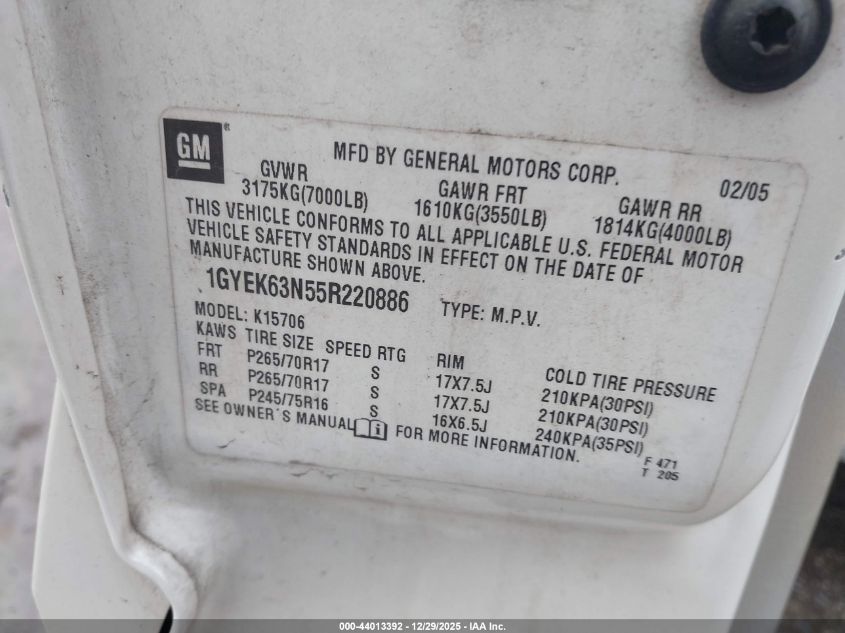 GM®
MFD BY GENERAL MOTORS CORP. 02/05
GVWR GAWR FRT GAWR RR
3175KG(7000LB) 1610KG(3550LB) 1814KG(4000LB)
THIS VEHICLE CONFORMS TO ALL APPLICABLE U.S. FEDERAL MOTOR
VEHICLE SAFETY STANDARDS IN EFFECT ON THE DATE OF
MANUFACTURE SHOWN ABOVE.
1GYEK63N55R220886 TYPE: M.P.V.
MODEL: K15706
KAWS TIRE SIZE SPEED RTG RIM COLD TIRE PRESSURE
FRT P265/70R17 S 17X7.5J 210KPA(30PSI)
RR P265/70R17 S 17X7.5J 210KPA(30PSI)
SPA P245/75R16 S 16X6.5J 240KPA(35PSI)
SEE OWNER'S MANUAL i FOR MORE INFORMATION.
F 471
T 205
000-44013392 - 12/29/2025 - IAA Inc.